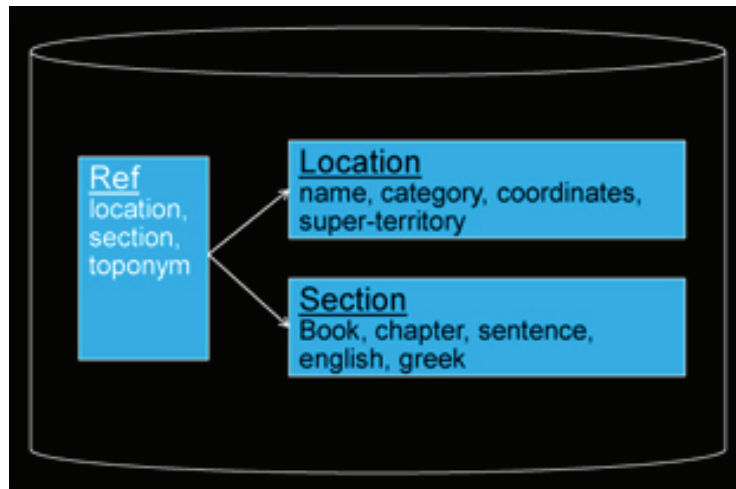 Ref
location,
section,
toponym
Location
name, category, coordinates,
super-territory
Section
Book, chapter, sentence,
english, greek